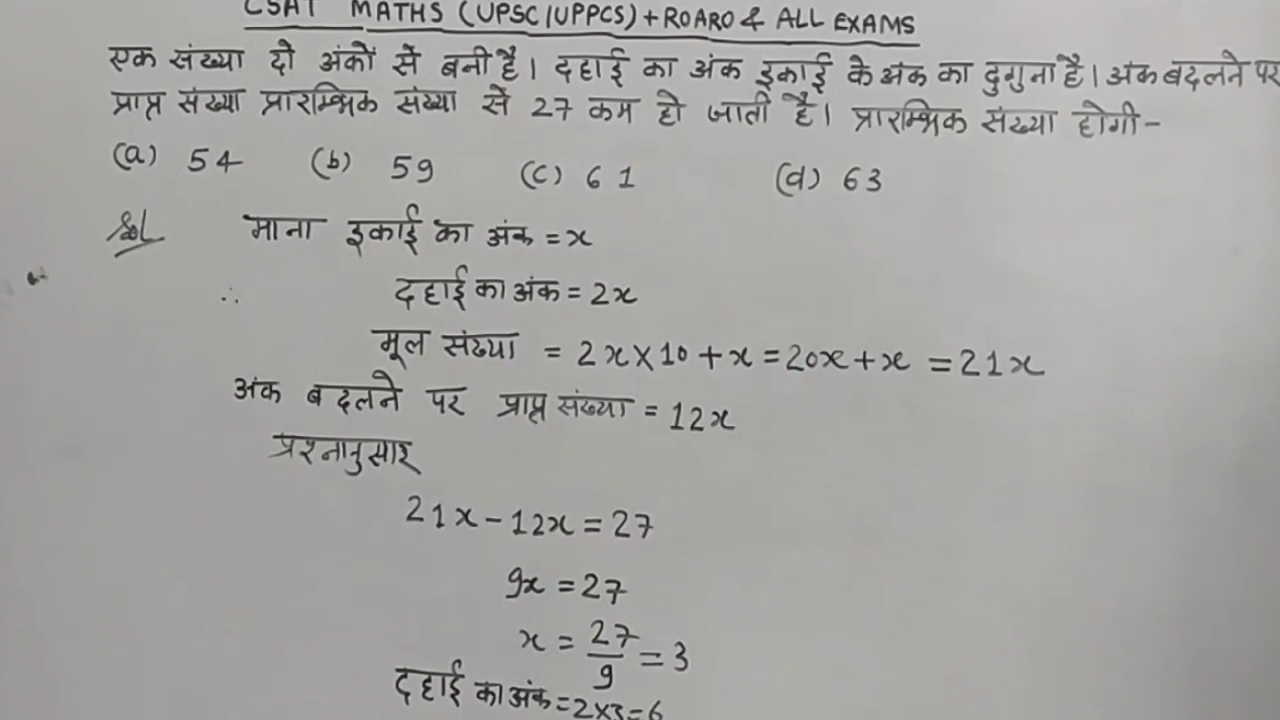 CSAT MATHS (UPSC/UPPCS) + ROARO & ALL EXAMS
एक संख्या दो अंकों से बनी है। दहाई का अंक इकाई के अंक का दुगुना है। अंक बदलने पर
प्राप्त संख्या प्रारम्भिक संख्या से 27 कम हो जाती है। प्रारम्भिक संख्या होगी -
(a) 54 (b) 59 (c) 61 (d) 63
Sol माना इकाई का अंक = x
∴ दहाई का अंक = 2x
मूल संख्या = 2x × 10 + x = 20x + x = 21x
अंक बदलने पर प्राप्त संख्या = 12x
प्रश्नानुसार
21x - 12x = 27
9x = 27
x = 27/9 = 3
दहाई का अंक = 2×3 = 6